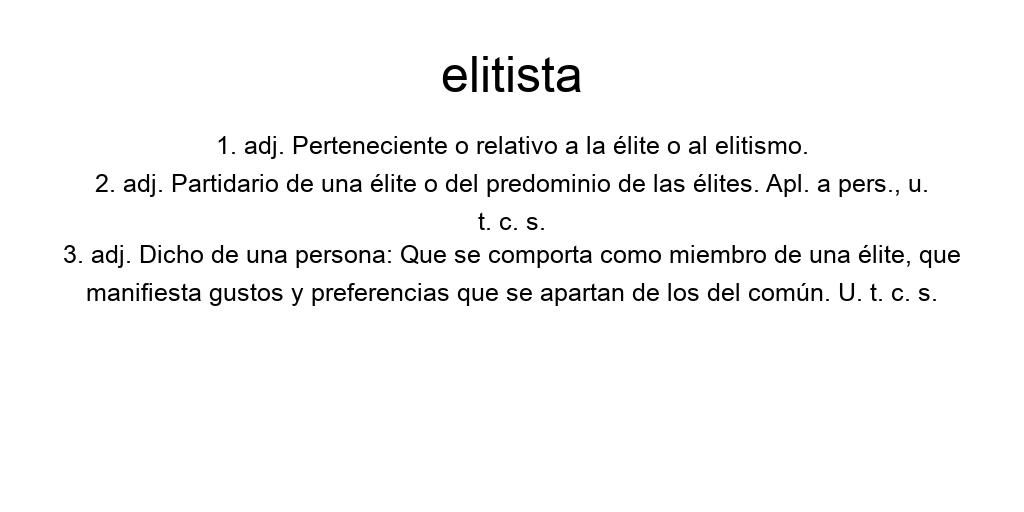 elitista
1. adj. Perteneciente o relativo a la élite o al elitismo.
2. adj. Partidario de una élite o del predominio de las élites. Apl. a pers., u.
t. c. s.
3. adj. Dicho de una persona: Que se comporta como miembro de una élite, que
manifiesta gustos y preferencias que se apartan de los del común. U. t. c. s.